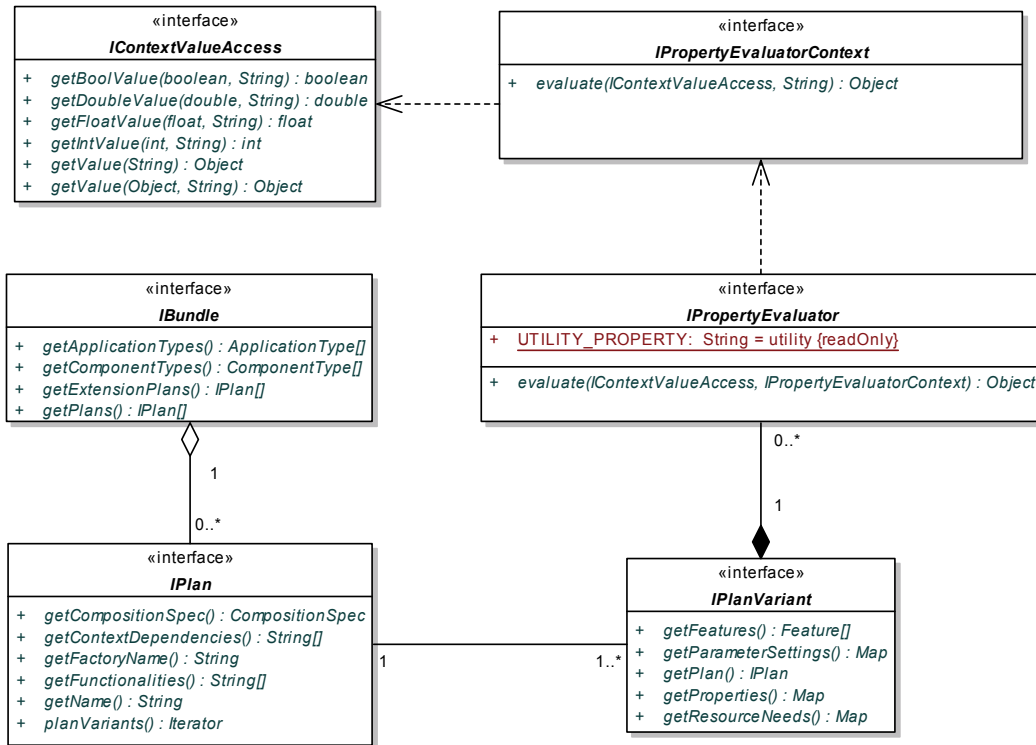 «interface»
IContextValueAccess
+ getBoolValue(boolean, String) : boolean
+ getDoubleValue(double, String) : double
+ getFloatValue(float, String) : float
+ getIntValue(int, String) : int
+ getValue(String) : Object
+ getValue(Object, String) : Object
«interface»
IPropertyEvaluatorContext
+ evaluate(IContextValueAccess, String) : Object
«interface»
IBundle
+ getApplicationTypes() : ApplicationType[]
+ getComponentTypes() : ComponentType[]
+ getExtensionPlans() : IPlan[]
+ getPlans() : IPlan[]
«interface»
IPropertyEvaluator
+ UTILITY_PROPERTY: String = utility {readOnly}
+ evaluate(IContextValueAccess, IPropertyEvaluatorContext) : Object
1
0..*
0..*
1
«interface»
IPlan
+ getCompositionSpec() : CompositionSpec
+ getContextDependencies() : String[]
+ getFactoryName() : String
+ getFunctionalities() : String[]
+ getName() : String
+ planVariants() : Iterator
1
1..*
«interface»
IPlanVariant
+ getFeatures() : Feature[]
+ getParameterSettings() : Map
+ getPlan() : IPlan
+ getProperties() : Map
+ getResourceNeeds() : Map